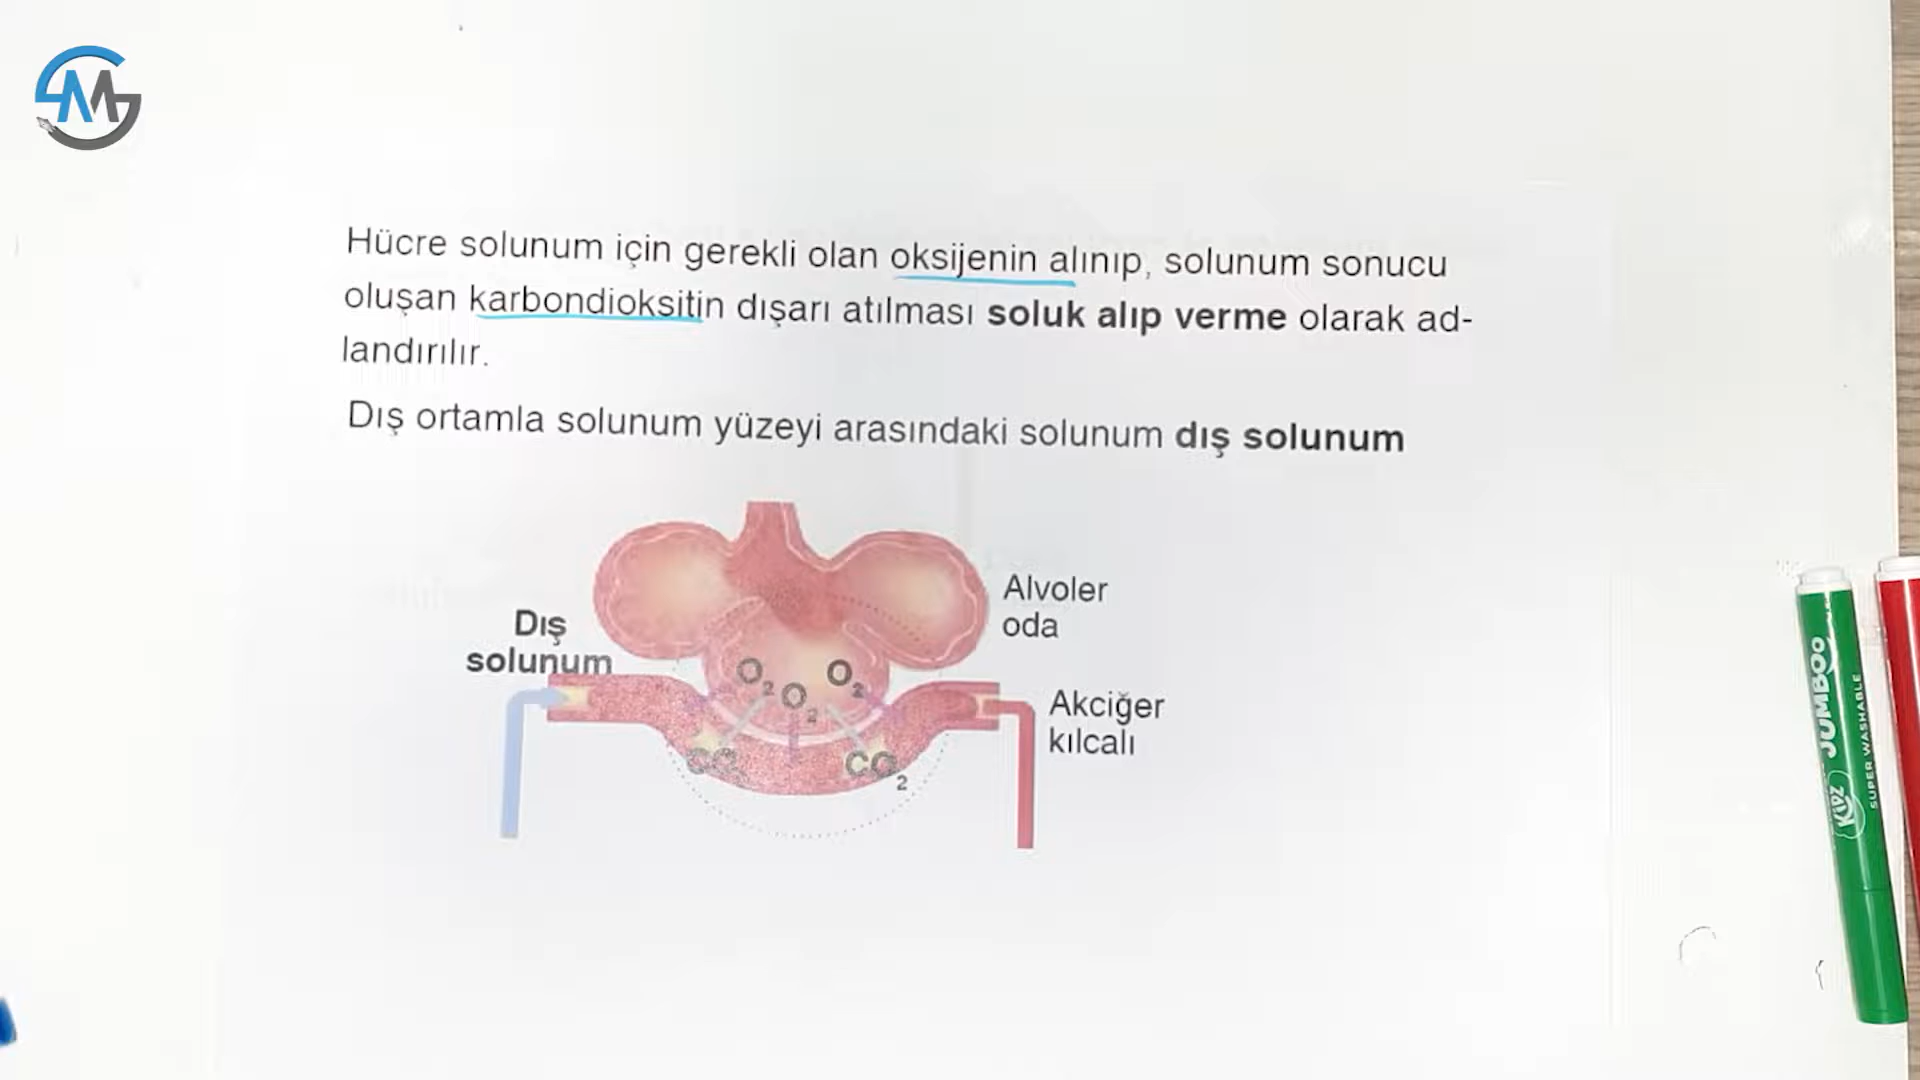 Hücre solunum için gerekli olan oksijenin alınıp, solunum sonucu
oluşan karbondioksitin dışarı atılması soluk alıp verme olarak ad-
landırılır.
Dış ortamla solunum yüzeyi arasındaki solunum dış solunum
Alvoler
oda
Dış
solunum
O2 O2 O2
Akciğer
kılcalı
CO2 CO2
KIDZ JUMBOO
SUPER WASHABLE